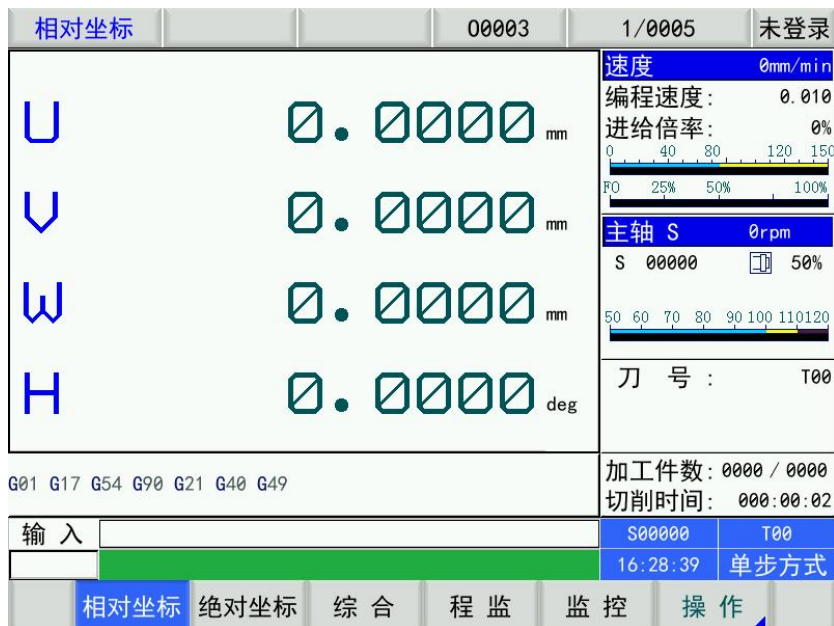 相对坐标 O0003 1/0005 未登录
U 0.0000 mm
V 0.0000 mm
W 0.0000 mm
H 0.0000 deg
速度 0mm/min
编程速度: 0.010
进给倍率: 0%
0 40 80 120 150
F0 25% 50% 100%
主轴 S 0rpm
S 00000 50%
50 60 70 80 90 100 110120
刀 号 : T00
G01 G17 G54 G90 G21 G40 G49
加工件数: 0000 / 0000
切削时间: 000:00:02
输 入
S00000 T00
16:28:39 单步方式
相对坐标 绝对坐标 综 合 程 监 监 控 操 作